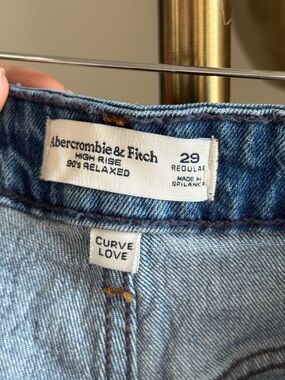 Abercrombie & Fitch
HIGH RISE
90's RELAXED
29
REGULAR
MADE IN
SRI LANKA
CURVE
LOVE